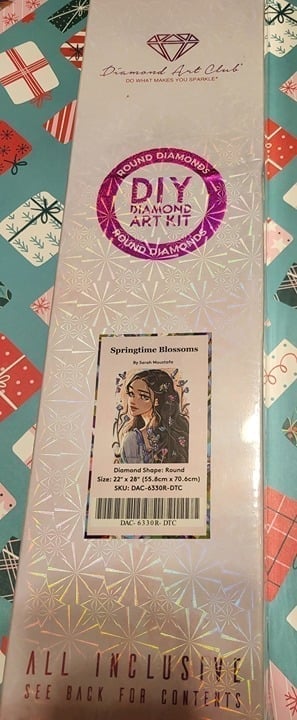 Diamond Art Club®
DO WHAT MAKES YOU SPARKLE®
ROUND DIAMONDS
DIY
DIAMOND
ART KIT
ROUND DIAMONDS
Springtime Blossoms
By Sarah Moustafa
Diamond Shape: Round
Size: 22" x 28" (55.8cm x 70.6cm)
SKU: DAC-6330R-DTC
DAC- 6330R- DTC
ALL INCLUSIVE
SEE BACK FOR CONTENTS